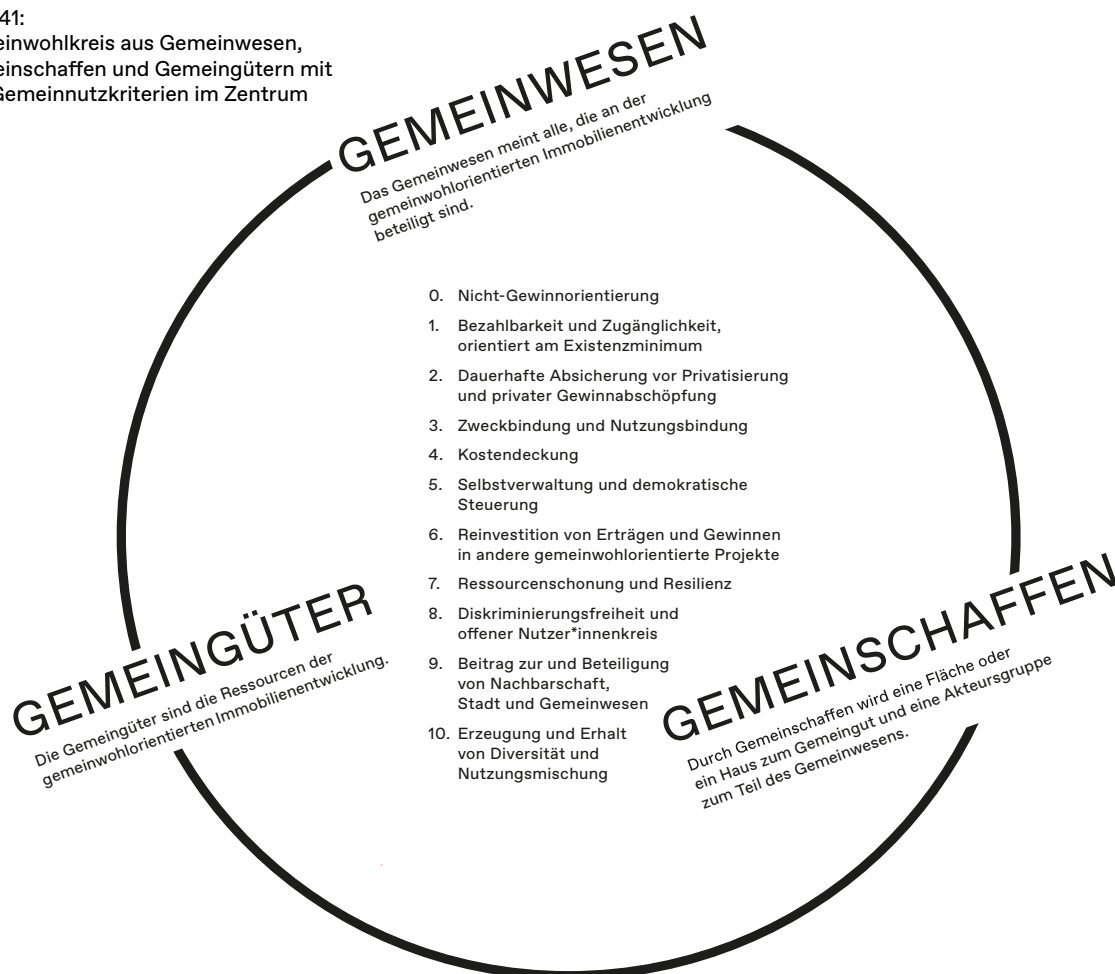 41:
einwohlkreis aus Gemeinwesen,
einschaffen und Gemeingütern mit
Gemeinnutzkriterien im Zentrum
GEMEINWESEN
Das Gemeinwesen meint alle, die an der
gemeinwohlorientierten Immobilienentwicklung
beteiligt sind.
0. Nicht-Gewinnorientierung
1. Bezahlbarkeit und Zugänglichkeit,
orientiert am Existenzminimum
2. Dauerhafte Absicherung vor Privatisierung
und privater Gewinnabschöpfung
3. Zweckbindung und Nutzungsbindung
4. Kostendeckung
5. Selbstverwaltung und demokratische
Steuerung
6. Reinvestition von Erträgen und Gewinnen
in andere gemeinwohlorientierte Projekte
7. Ressourcenschonung und Resilienz
8. Diskriminierungsfreiheit und
offener Nutzer*innenkreis
9. Beitrag zur und Beteiligung
von Nachbarschaft,
Stadt und Gemeinwesen
10. Erzeugung und Erhalt
von Diversität und
Nutzungsmischung
GEMEINGÜTER
Die Gemeingüter sind die Ressourcen der
gemeinwohlorientierten Immobilienentwicklung.
GEMEINSCHAFFEN
Durch Gemeinschaffen wird eine Fläche oder
ein Haus zum Gemeingut und eine Akteursgruppe
zum Teil des Gemeinwesens.